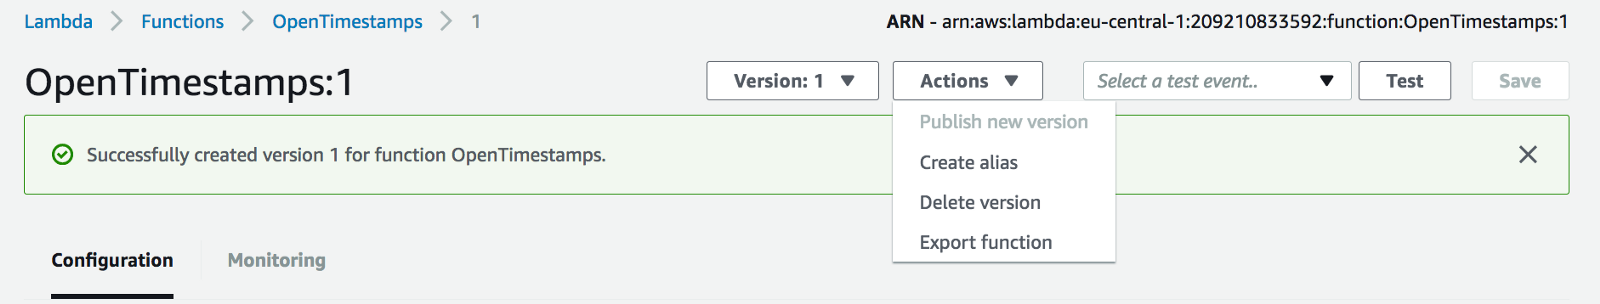 Lambda > Functions > OpenTimestamps > 1
ARN - arn:aws:lambda:eu-central-1:209210833592:function:OpenTimestamps:1
OpenTimestamps:1
Version: 1
Actions
Select a test event..
Test
Save
Publish new version
Create alias
Delete version
Export function
Successfully created version 1 for function OpenTimestamps.
Configuration
Monitoring